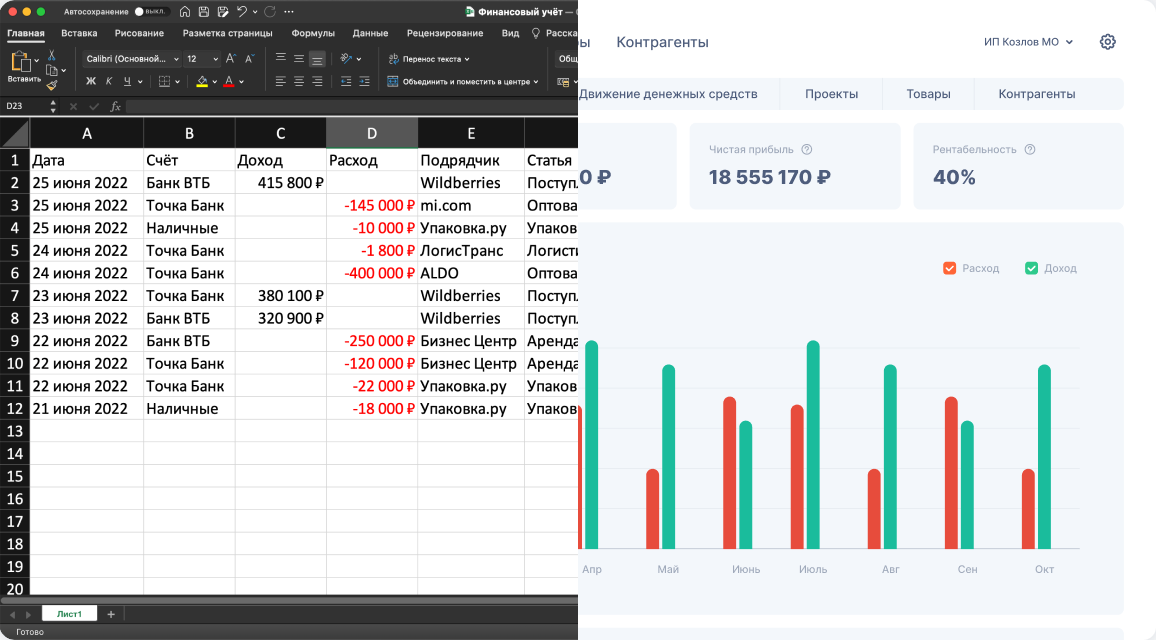 Автосохранение выкл.
Финансовый учёт —
Главная Вставка Рисование Разметка страницы Формулы Данные Рецензирование Вид Расска
Вставить
Calibri (Основной... 12
Ж К Ч
Перенос текста
Объединить и поместить в центре
Общ
D23 fx
A B C D E
1 Дата Счёт Доход Расход Подрядчик Статья
2 25 июня 2022 Банк ВТБ 415 800 ₽ Wildberries Поступ
3 25 июня 2022 Точка Банк -145 000 ₽ mi.com Оптова
4 25 июня 2022 Наличные -10 000 ₽ Упаковка.ру Упаков
5 24 июня 2022 Точка Банк -1 800 ₽ ЛогисТранс Логисти
6 24 июня 2022 Точка Банк -400 000 ₽ ALDO Оптова
7 23 июня 2022 Точка Банк 380 100 ₽ Wildberries Поступ
8 23 июня 2022 Банк ВТБ 320 900 ₽ Wildberries Поступ
9 22 июня 2022 Банк ВТБ -250 000 ₽ Бизнес Центр Аренда
10 22 июня 2022 Точка Банк -120 000 ₽ Бизнес Центр Аренда
11 22 июня 2022 Точка Банк -22 000 ₽ Упаковка.ру Упаков
12 21 июня 2022 Наличные -18 000 ₽ Упаковка.ру Упаков
13
14
15
16
17
18
19
20
Лист1 +
Готово
ы Контрагенты ИП Козлов МО
Движение денежных средств Проекты Товары Контрагенты
0 ₽
Чистая прибыль ?
18 555 170 ₽
Рентабельность ?
40%
Расход Доход
Апр Май Июнь Июль Авг Сен Окт